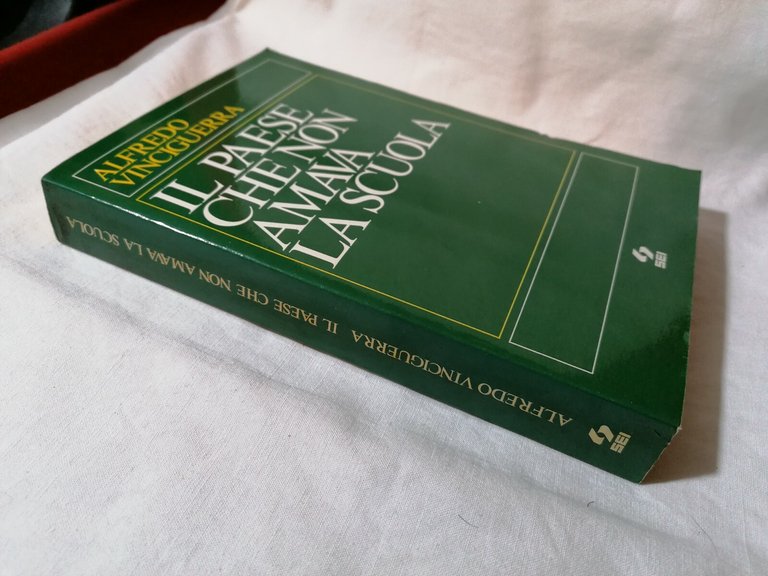 ALFREDO
VINCIGUERRA
IL PAESE
CHE NON
AMAVA
LA SCUOLA
SEI
ALFREDO VINCIGUERRA IL PAESE CHE NON AMAVA LA SCUOLA
SEI